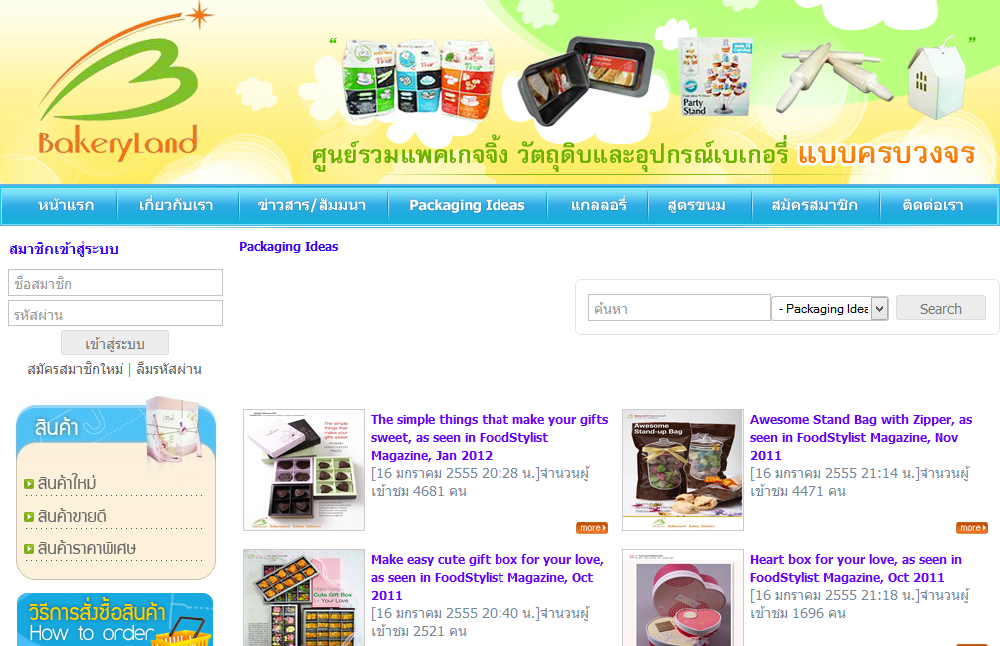 BakeryLand
“ ”
Flour
Party
Stand
ศูนย์รวมแพคเกจจิ้ง วัตถุดิบและอุปกรณ์เบเกอรี่ แบบครบวงจร
หน้าแรก เกี่ยวกับเรา ข่าวสาร/สัมมนา Packaging Ideas แกลลอรี่ สูตรขนม สมัครสมาชิก ติดต่อเรา
สมาชิกเข้าสู่ระบบ
ชื่อสมาชิก
รหัสผ่าน
เข้าสู่ระบบ
สมัครสมาชิกใหม่ | ลืมรหัสผ่าน
สินค้า
สินค้าใหม่
สินค้าขายดี
สินค้าราคาพิเศษ
วิธีการสั่งซื้อสินค้า
How to order
Packaging Ideas
ค้นหา - Packaging Idea Search
The simple things that make your gifts
sweet, as seen in FoodStylist
Magazine, Jan 2012
[16 มกราคม 2555 20:28 น.]จำนวนผู้
เข้าชม 4681 คน
more
Awesome
Stand-up Bag
Awesome Stand Bag with Zipper, as
seen in FoodStylist Magazine, Nov
2011
[16 มกราคม 2555 21:14 น.]จำนวนผู้
เข้าชม 4471 คน
more
Cute Gift Box
for Your Love
Make easy cute gift box for your love,
as seen in FoodStylist Magazine, Oct
2011
[16 มกราคม 2555 20:40 น.]จำนวนผู้
เข้าชม 2521 คน
Heart box for your love, as seen in
FoodStylist Magazine, Oct 2011
[16 มกราคม 2555 21:18 น.]จำนวนผู้
เข้าชม 1696 คน